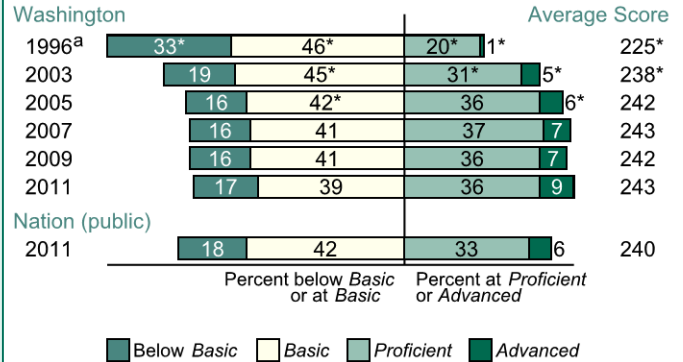 Washington Average Score
1996a 33* 46* 20* 1* 225*
2003 19 45* 31* 5* 238*
2005 16 42* 36 6* 242
2007 16 41 37 7 243
2009 16 41 36 7 242
2011 17 39 36 9 243
Nation (public)
2011 18 42 33 6 240
Percent below Basic Percent at Proficient
or at Basic or Advanced
Below Basic Basic Proficient Advanced